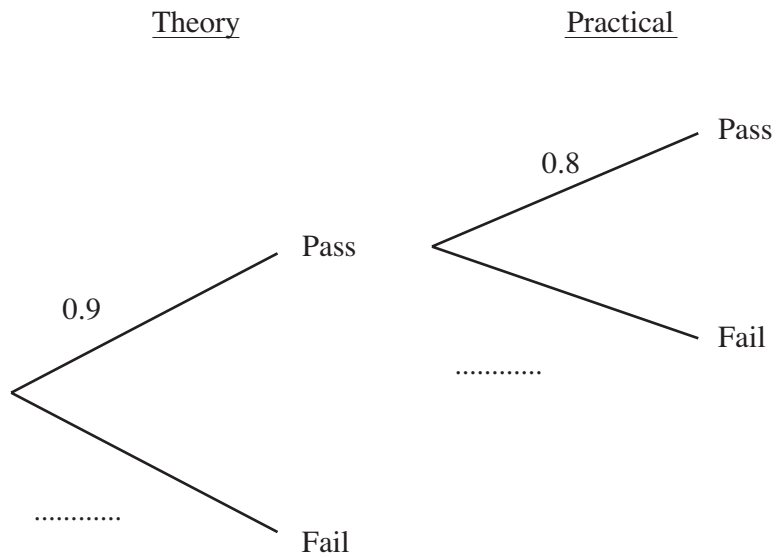 Theory
Practical
Pass
0.8
Pass
0.9
Fail
............
............
Fail